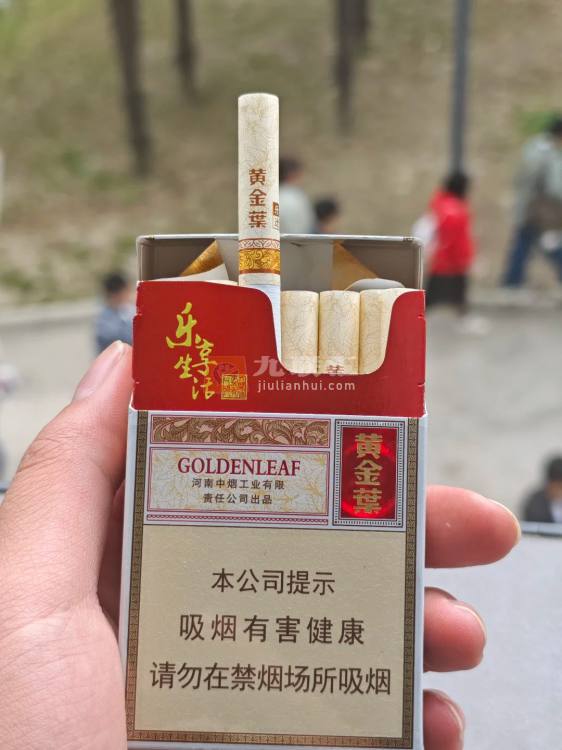 黄金葉
乐享
生活
jiulianhui.com
黄
GOLDENLEAF
河南中烟工业有限
责任公司出品
黄金葉
本公司提示
吸烟有害健康
请勿在禁烟场所吸烟